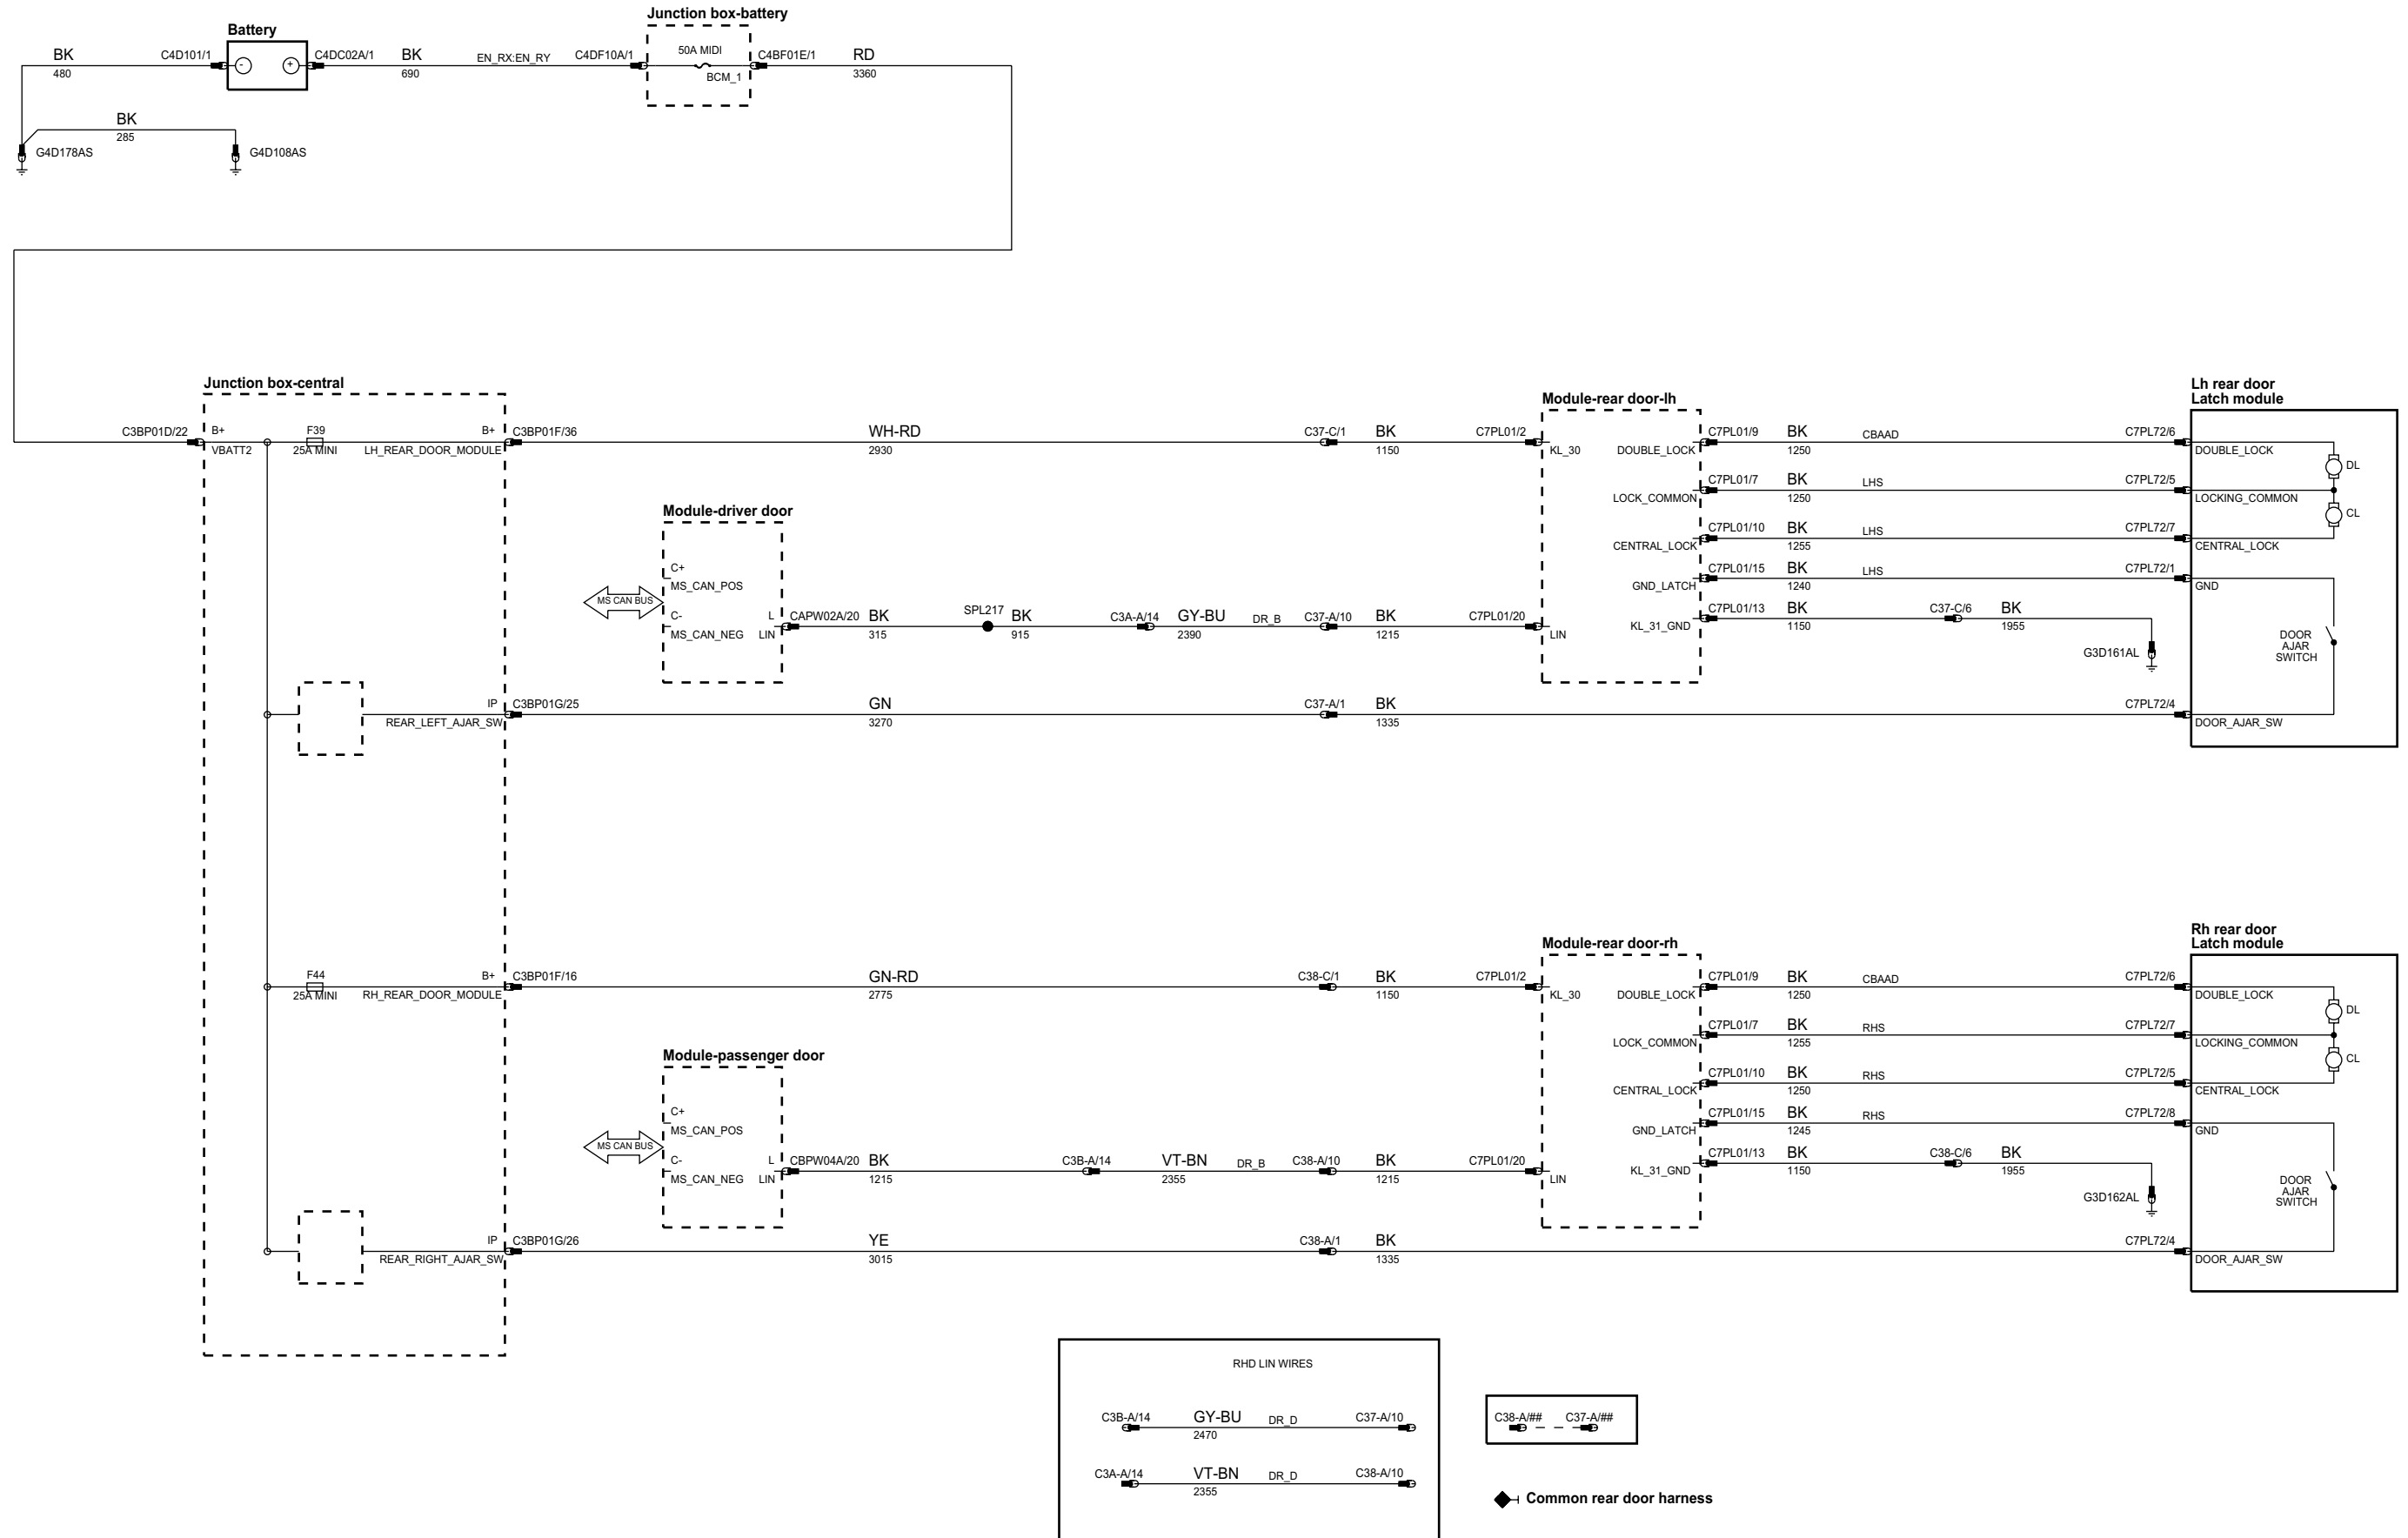 Junction box-battery
Battery
BK
480
C4D101/1
-
+
C4DC02A/1
BK
690
EN_RX:EN_RY
C4DF10A/1
50A MIDI
BCM_1
C4BF01E/1
RD
3360
BK
285
G4D178AS
G4D108AS
Junction box-central
C3BP01D/22
B+
VBATT2
F39
25A MINI
B+
LH_REAR_DOOR_MODULE
C3BP01F/36
WH-RD
2930
C37-C/1
BK
1150
C7PL01/2
Module-rear door-lh
KL_30
DOUBLE_LOCK
C7PL01/9
BK
1250
CBAAD
C7PL72/6
Lh rear door
Latch module
DOUBLE_LOCK
DL
LOCK_COMMON
C7PL01/7
BK
1250
LHS
C7PL72/5
LOCKING_COMMON
CL
CENTRAL_LOCK
C7PL01/10
BK
1255
LHS
C7PL72/7
CENTRAL_LOCK
GND_LATCH
C7PL01/15
BK
1240
LHS
C7PL72/1
GND
KL_31_GND
C7PL01/13
BK
1150
C37-C/6
BK
1955
G3D161AL
DOOR
AJAR
SWITCH
Module-driver door
MS CAN BUS
C+
MS_CAN_POS
C-
MS_CAN_NEG
L
LIN
CAPW02A/20
BK
315
SPL217
BK
915
C3A-A/14
GY-BU
2390
DR_B
C37-A/10
BK
1215
C7PL01/20
LIN
IP
REAR_LEFT_AJAR_SW
C3BP01G/25
GN
3270
C37-A/1
BK
1335
C7PL72/4
DOOR_AJAR_SW
F44
25A MINI
B+
RH_REAR_DOOR_MODULE
C3BP01F/16
GN-RD
2775
C38-C/1
BK
1150
C7PL01/2
Module-rear door-rh
KL_30
DOUBLE_LOCK
C7PL01/9
BK
1250
CBAAD
C7PL72/6
Rh rear door
Latch module
DOUBLE_LOCK
DL
LOCK_COMMON
C7PL01/7
BK
1255
RHS
C7PL72/7
LOCKING_COMMON
CL
CENTRAL_LOCK
C7PL01/10
BK
1250
RHS
C7PL72/5
CENTRAL_LOCK
GND_LATCH
C7PL01/15
BK
1245
RHS
C7PL72/8
GND
KL_31_GND
C7PL01/13
BK
1150
C38-C/6
BK
1955
G3D162AL
DOOR
AJAR
SWITCH
Module-passenger door
MS CAN BUS
C+
MS_CAN_POS
C-
MS_CAN_NEG
L
LIN
CBPW04A/20
BK
1215
C3B-A/14
VT-BN
2355
DR_B
C38-A/10
BK
1215
C7PL01/20
LIN
IP
REAR_RIGHT_AJAR_SW
C3BP01G/26
YE
3015
C38-A/1
BK
1335
C7PL72/4
DOOR_AJAR_SW
RHD LIN WIRES
C3B-A/14
GY-BU
2470
DR_D
C37-A/10
C3A-A/14
VT-BN
2355
DR_D
C38-A/10
C38-A/##
C37-A/##
Common rear door harness